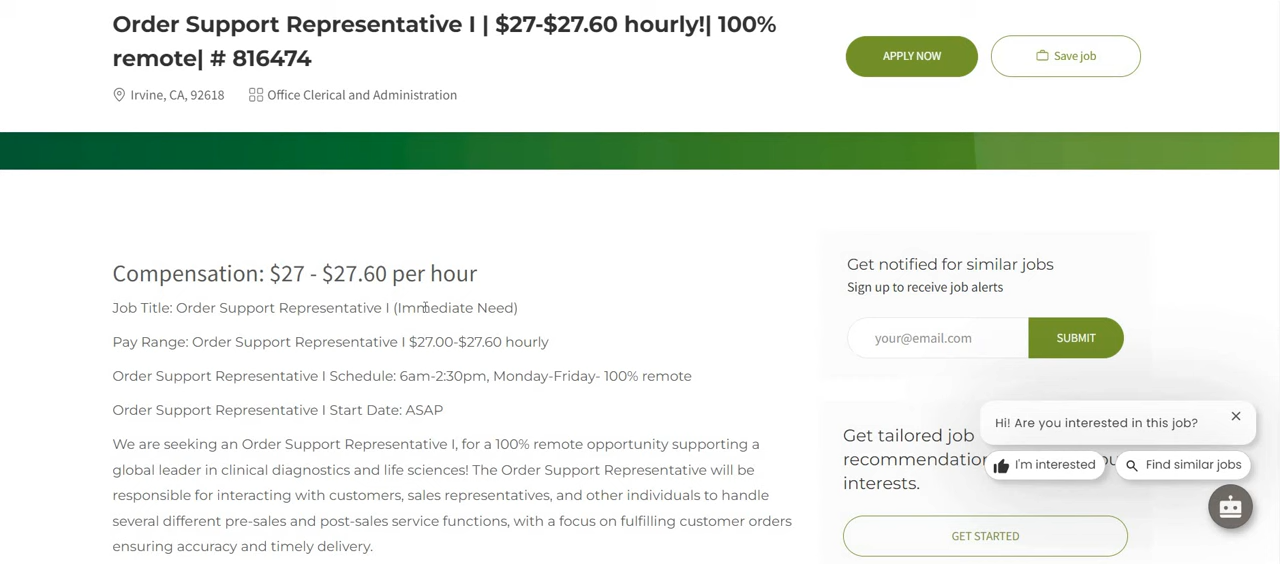 Order Support Representative I | $27-$27.60 hourly!| 100%
remote| # 816474
APPLY NOW
Save job
Irvine, CA, 92618
Office Clerical and Administration
Compensation: $27 - $27.60 per hour
Job Title: Order Support Representative I (Immediate Need)
Pay Range: Order Support Representative I $27.00-$27.60 hourly
Order Support Representative I Schedule: 6am-2:30pm, Monday-Friday- 100% remote
Order Support Representative I Start Date: ASAP
We are seeking an Order Support Representative I, for a 100% remote opportunity supporting a
global leader in clinical diagnostics and life sciences! The Order Support Representative will be
responsible for interacting with customers, sales representatives, and other individuals to handle
several different pre-sales and post-sales service functions, with a focus on fulfilling customer orders
ensuring accuracy and timely delivery.
Get notified for similar jobs
Sign up to receive job alerts
your@email.com
SUBMIT
Get tailored job
interests.
GET STARTED
Hi! Are you interested in this job?
I'm interested
Find similar jobs